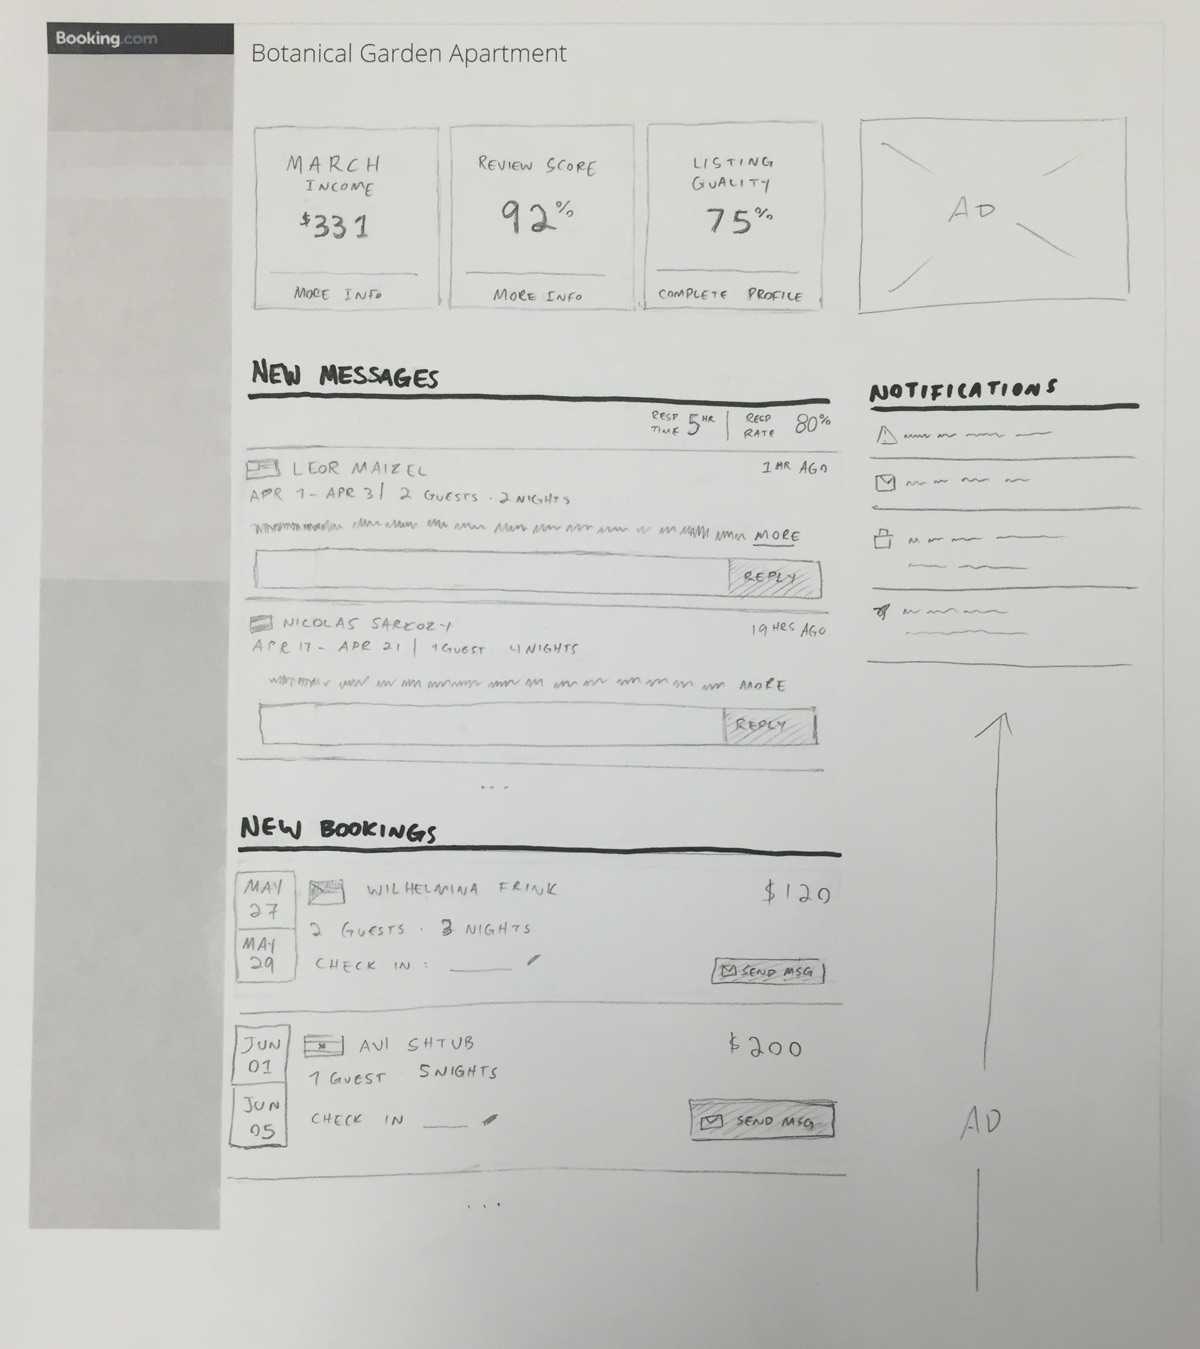 Booking.com
Botanical Garden Apartment
MARCH
INCOME
$331
MORE INFO
REVIEW SCORE
92%
MORE INFO
LISTING
QUALITY
75%
COMPLETE PROFILE
AD
NEW MESSAGES
RESP TIME 5 HR | RESP RATE 80%
LEOR MAIZEL 1 HR AGO
APR 1 - APR 3 | 2 GUESTS · 2 NIGHTS
MORE
REPLY
NICOLAS SARKOZY 19 HRS AGO
APR 17 - APR 21 | 1 GUEST · 4 NIGHTS
MORE
REPLY
...
NOTIFICATIONS
NEW BOOKINGS
MAY
27
MAY
29
WILHELMINA FRINK $120
2 GUESTS · 3 NIGHTS
CHECK IN : ____
SEND MSG
JUN
01
JUN
05
AVI SHTUB $200
1 GUEST 5 NIGHTS
CHECK IN ____
SEND MSG
...
AD